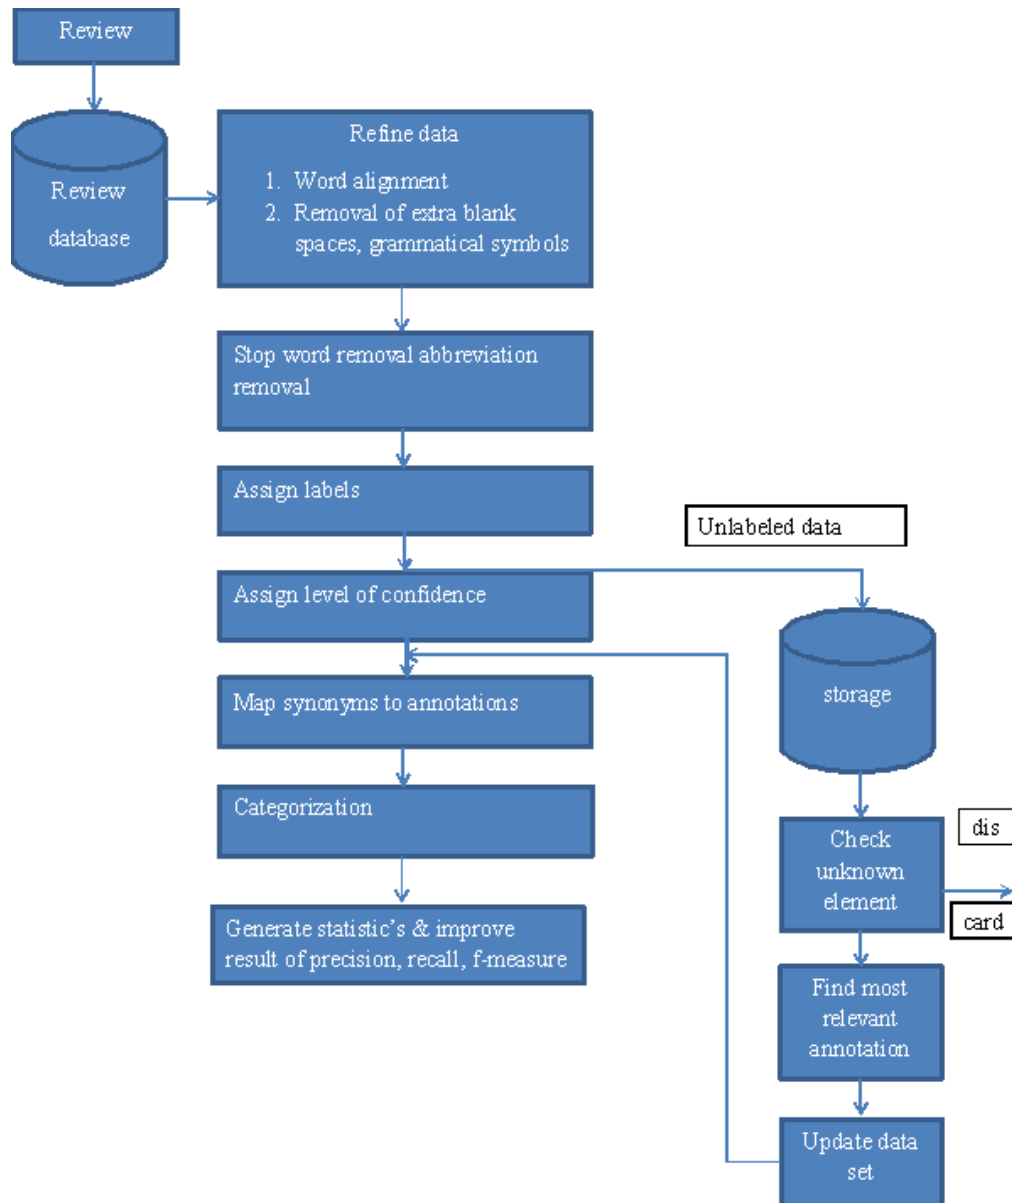 Review
Review
database
Refine data
1. Word alignment
2. Removal of extra blank
spaces, grammatical symbols
Stop word removal abbreviation
removal
Assign labels
Unlabeled data
Assign level of confidence
Map synonyms to annotations
storage
Categorization
Check
unknown
element
dis
card
Generate statistic's & improve
result of precision, recall, f-measure
Find most
relevant
annotation
Update data
set